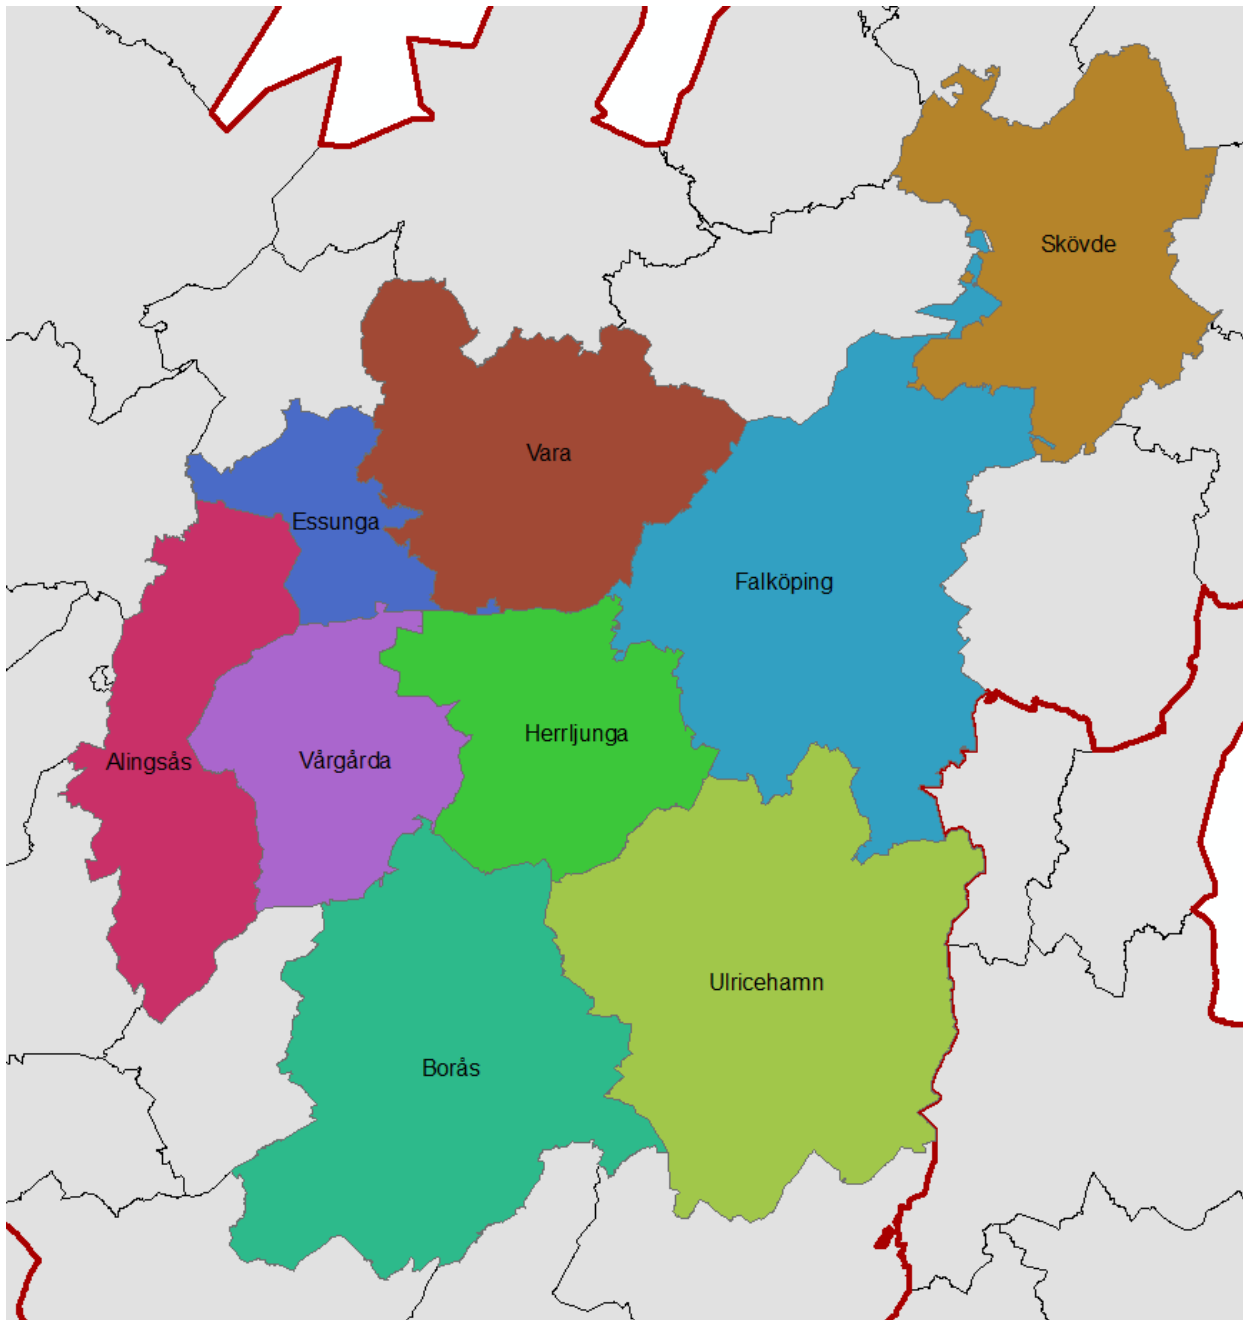 Skövde
Vara
Essunga
Falköping
Herrljunga
Alingsås
Vårgårda
Ulricehamn
Borås